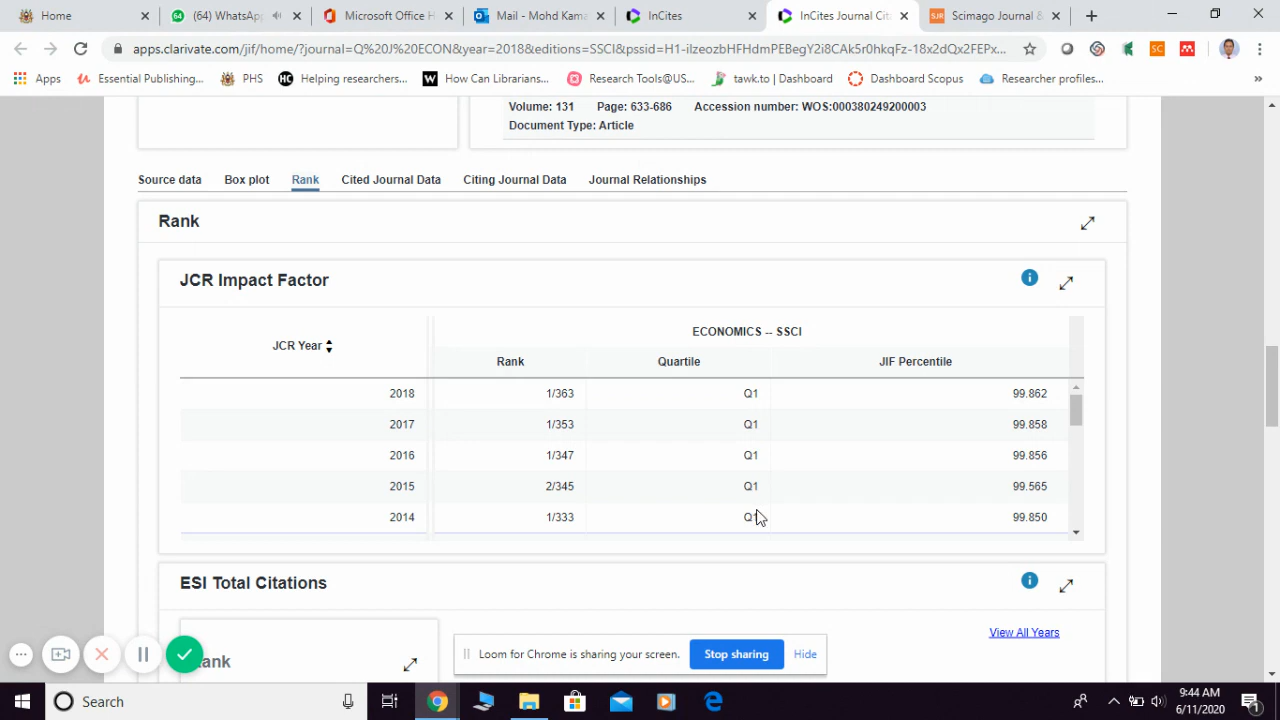 Home
(64) WhatsApp
Microsoft Office H
Mail - Mohd Kama
InCites
InCites Journal Cita
Scimago Journal &
apps.clarivate.com/jif/home/?journal=Q%20J%20ECON&year=2018&editions=SSCI&pssid=H1-ilzeozbHFHdmPEBegY2i8CAk5r0hkqFz-18x2dQx2FEPx...
Apps
Essential Publishing...
PHS
Helping researchers...
How Can Librarians...
Research Tools@US...
tawk.to | Dashboard
Dashboard Scopus
Researcher profiles...
Volume: 131 Page: 633-686 Accession number: WOS:000380249200003
Document Type: Article
Source data Box plot Rank Cited Journal Data Citing Journal Data Journal Relationships
Rank
JCR Impact Factor
JCR Year
ECONOMICS -- SSCI
Rank Quartile JIF Percentile
2018 1/363 Q1 99.862
2017 1/353 Q1 99.858
2016 1/347 Q1 99.856
2015 2/345 Q1 99.565
2014 1/333 Q1 99.850
ESI Total Citations
View All Years
Loom for Chrome is sharing your screen. Stop sharing Hide
Search
9:44 AM
6/11/2020